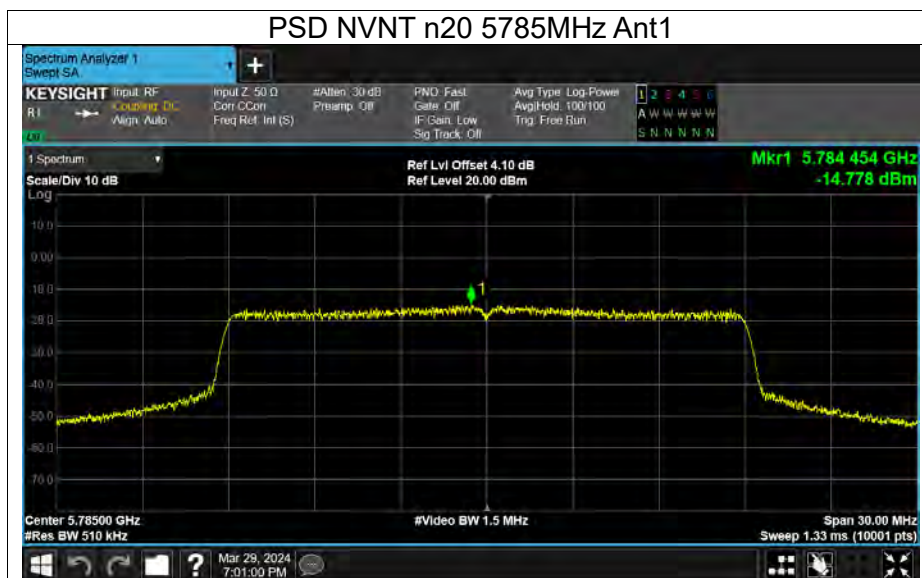 PSD NVNT n20 5785MHz Ant1
Spectrum Analyzer 1
Swept SA
+
KEYSIGHT Input: RF Input Z: 50 Ω #Atten: 30 dB PNO: Fast Avg Type: Log-Power 1 2 3 4 5 6
R L Coupling: DC Corr CCorr Preamp: Off Gate: Off Avg|Hold: 100/100 A W W W W W
Align: Auto Freq Ref: Int (S) IF Gain: Low Trig: Free Run
Sig Track: Off S N N N N N
1 Spectrum Ref Lvl Offset 4.10 dB Mkr1 5.784 454 GHz
Scale/Div 10 dB Ref Level 20.00 dBm -14.778 dBm
Log
10.0
0.00
1
-10.0
-20.0
-30.0
-40.0
-50.0
-60.0
-70.0
Center 5.78500 GHz #Video BW 1.5 MHz Span 30.00 MHz
#Res BW 510 kHz Sweep 1.33 ms (10001 pts)
? Mar 29, 2024
7:01:00 PM